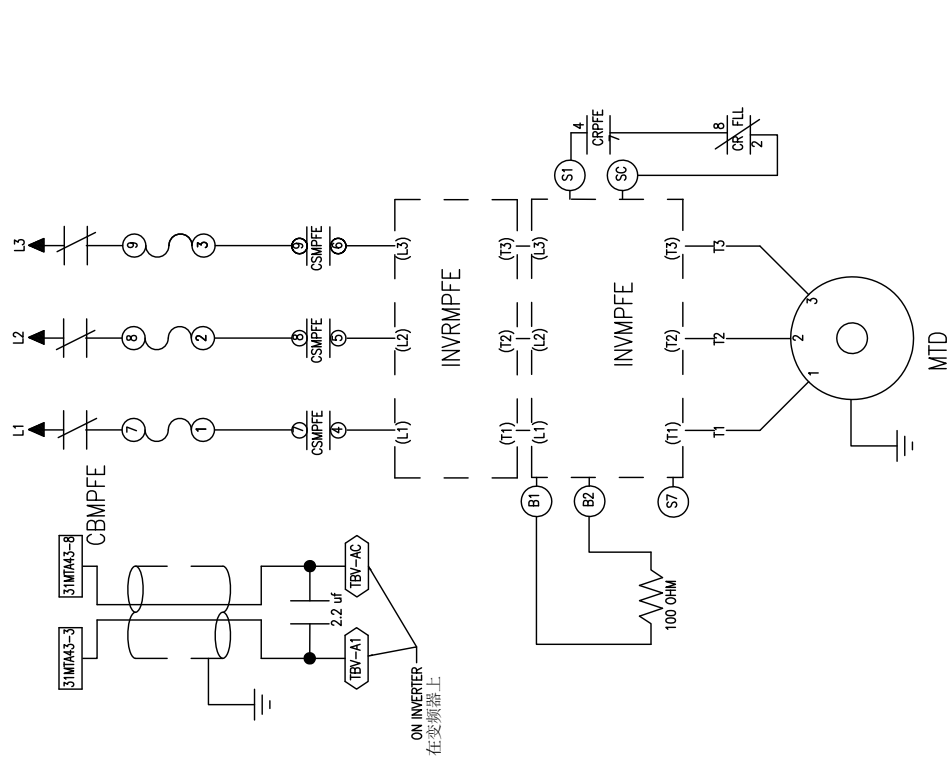 L3
9
3
9
CSMPFE
6
(L3)
(T3)
(L3)
(T3)
T3
3
L2
8
2
8
CSMPFE
5
(L2)
(T2)
(L2)
(T2)
T2
2
L1
7
1
7
CSMPFE
4
(L1)
(T1)
(L1)
(T1)
T1
1
INVRMPFE
INVMPFE
MTD
S1
SC
4
CRPFE
7
8
CR FLL
2
B1
B2
S7
100 OHM
CBMPFE
31MTA43-8
31MTA43-3
2.2 uf
TBV-AC
TBV-A1
ON INVERTER
在变频器上